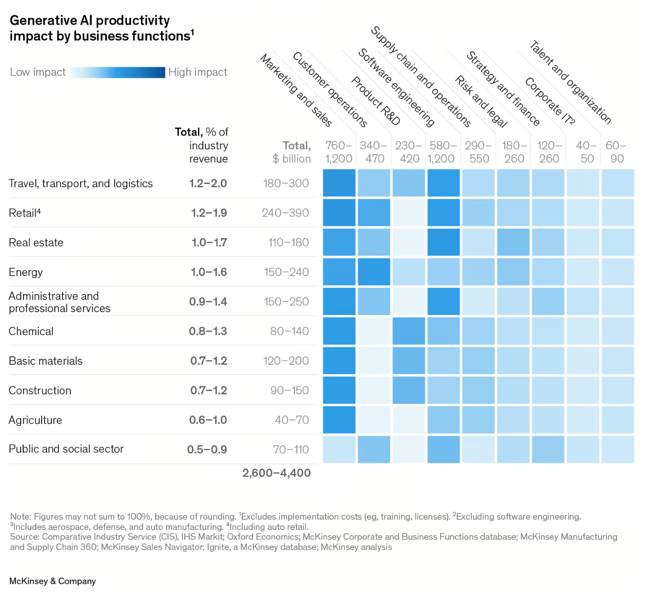 Generative AI productivity
impact by business functions¹
Low impact
High impact
Marketing and sales
Customer operations
Product R&D
Software engineering
Supply chain and operations
Risk and legal
Strategy and finance
Corporate IT²
Talent and organization
Total, % of
industry
revenue
Total,
$ billion
760–
1,200
340–
470
230–
420
580–
1,200
290–
550
180–
260
120–
260
40–
50
60–
90
Travel, transport, and logistics 1.2–2.0 180–300
Retail⁴ 1.2–1.9 240–390
Real estate 1.0–1.7 110–180
Energy 1.0–1.6 150–240
Administrative and
professional services 0.9–1.4 150–250
Chemical 0.8–1.3 80–140
Basic materials 0.7–1.2 120–200
Construction 0.7–1.2 90–150
Agriculture 0.6–1.0 40–70
Public and social sector 0.5–0.9 70–110
2,600–4,400
Note: Figures may not sum to 100%, because of rounding. ¹Excludes implementation costs (eg, training, licenses). ²Excluding software engineering.
³Includes aerospace, defense, and auto manufacturing. ⁴Including auto retail.
Source: Comparative Industry Service (CIS), IHS Markit; Oxford Economics; McKinsey Corporate and Business Functions database; McKinsey Manufacturing
and Supply Chain 360; McKinsey Sales Navigator; Ignite, a McKinsey database; McKinsey analysis
McKinsey & Company